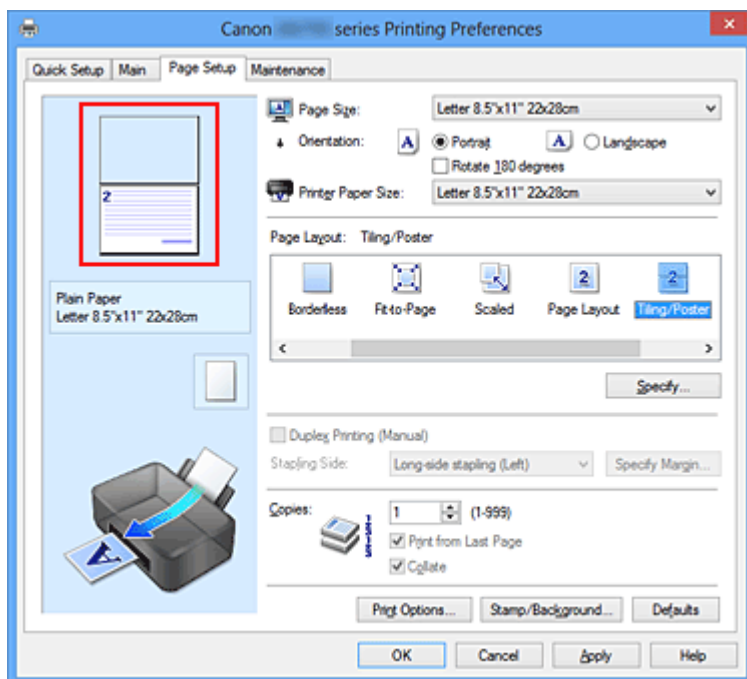 Canon series Printing Preferences
Quick Setup Main Page Setup Maintenance
2
Plain Paper
Letter 8.5"x11" 22x28cm
A
Page Size: Letter 8.5"x11" 22x28cm
Orientation: A Portrait A Landscape
Rotate 180 degrees
Printer Paper Size: Letter 8.5"x11" 22x28cm
Page Layout: Tiling/Poster
2 2
Borderless Fit-to-Page Scaled Page Layout Tiling/Poster
Specify...
Duplex Printing (Manual)
Stapling Side: Long-side stapling (Left) Specify Margin...
Copies: 1 (1-999)
Print from Last Page
Collate
Print Options... Stamp/Background... Defaults
OK Cancel Apply Help